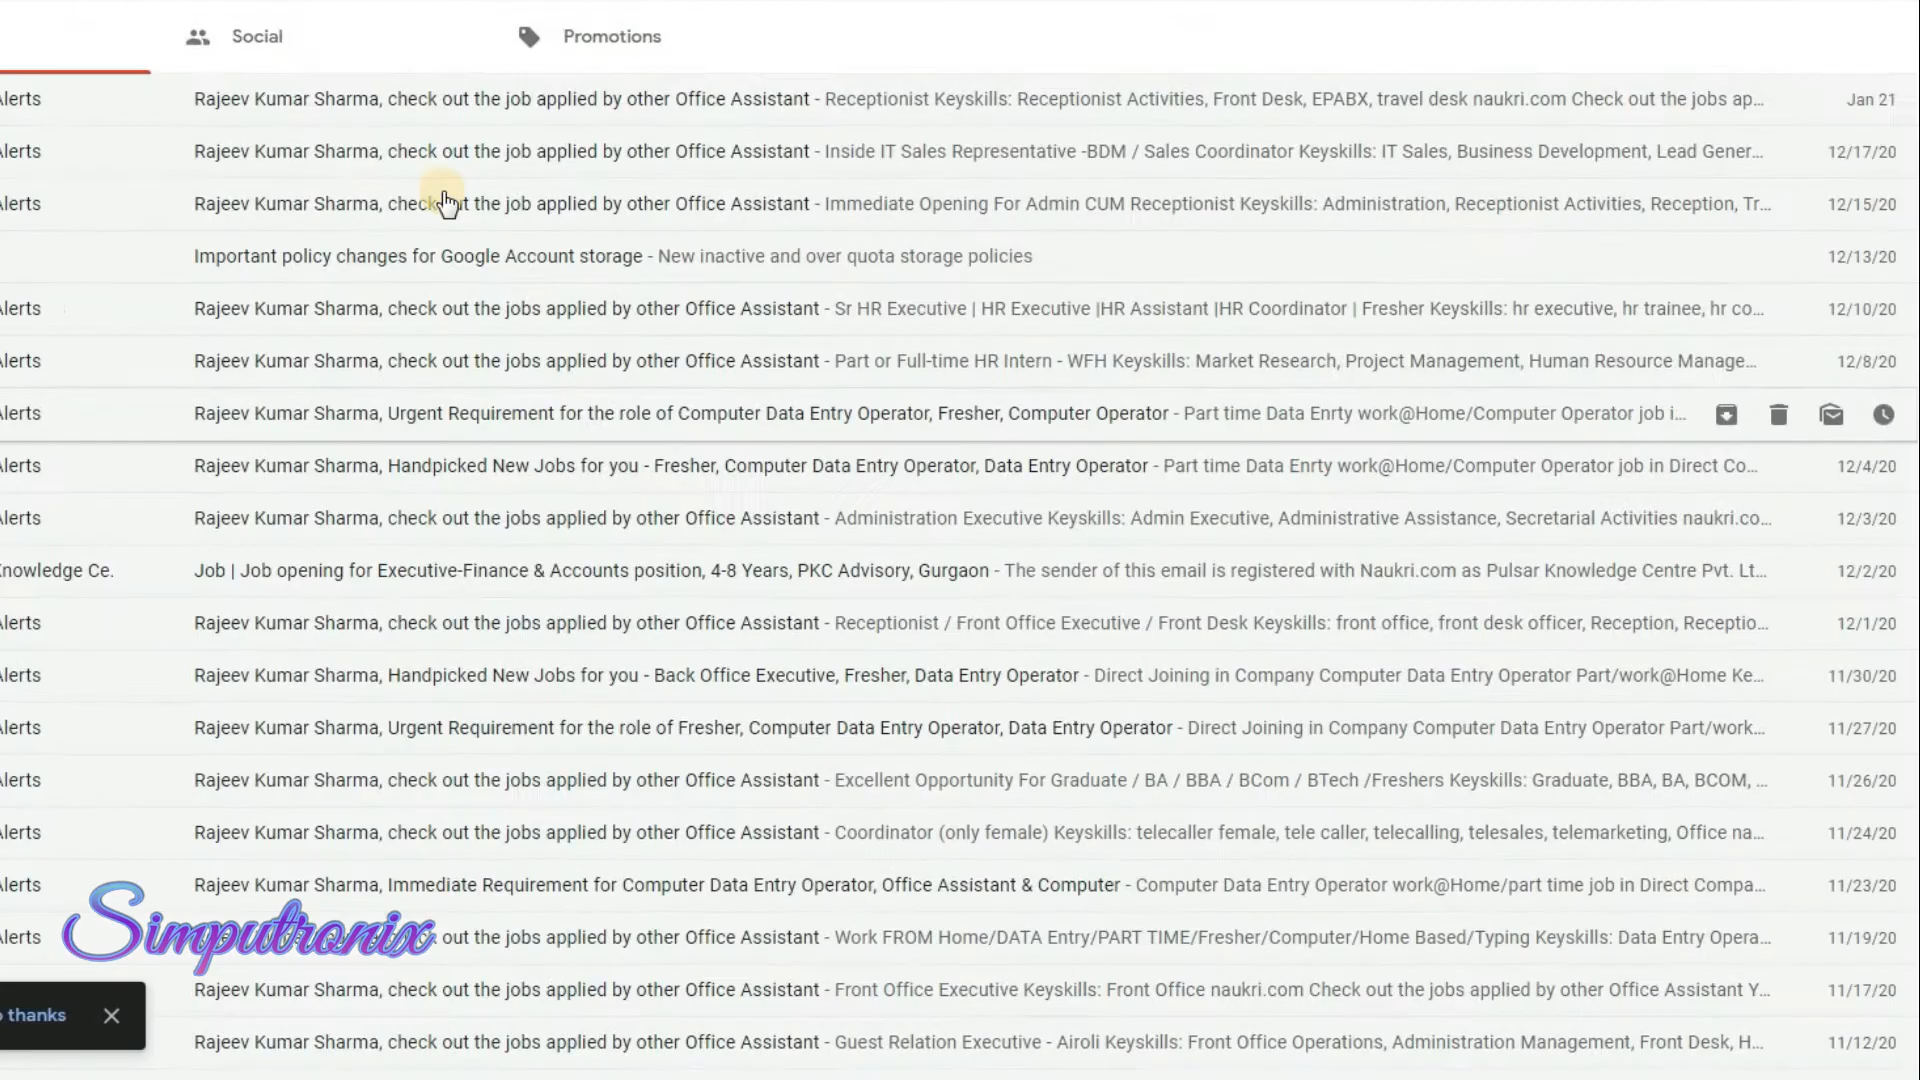 Social Promotions
Alerts Rajeev Kumar Sharma, check out the job applied by other Office Assistant - Receptionist Keyskills: Receptionist Activities, Front Desk, EPABX, travel desk naukri.com Check out the jobs ap... Jan 21
Alerts Rajeev Kumar Sharma, check out the job applied by other Office Assistant - Inside IT Sales Representative -BDM / Sales Coordinator Keyskills: IT Sales, Business Development, Lead Gener... 12/17/20
Alerts Rajeev Kumar Sharma, check out the job applied by other Office Assistant - Immediate Opening For Admin CUM Receptionist Keyskills: Administration, Receptionist Activities, Reception, Tr... 12/15/20
Important policy changes for Google Account storage - New inactive and over quota storage policies 12/13/20
Alerts Rajeev Kumar Sharma, check out the jobs applied by other Office Assistant - Sr HR Executive | HR Executive |HR Assistant |HR Coordinator | Fresher Keyskills: hr executive, hr trainee, hr co... 12/10/20
Alerts Rajeev Kumar Sharma, check out the jobs applied by other Office Assistant - Part or Full-time HR Intern - WFH Keyskills: Market Research, Project Management, Human Resource Manage... 12/8/20
Alerts Rajeev Kumar Sharma, Urgent Requirement for the role of Computer Data Entry Operator, Fresher, Computer Operator - Part time Data Enrty work@Home/Computer Operator job i...
Alerts Rajeev Kumar Sharma, Handpicked New Jobs for you - Fresher, Computer Data Entry Operator, Data Entry Operator - Part time Data Enrty work@Home/Computer Operator job in Direct Co... 12/4/20
Alerts Rajeev Kumar Sharma, check out the jobs applied by other Office Assistant - Administration Executive Keyskills: Admin Executive, Administrative Assistance, Secretarial Activities naukri.co... 12/3/20
Knowledge Ce. Job | Job opening for Executive-Finance & Accounts position, 4-8 Years, PKC Advisory, Gurgaon - The sender of this email is registered with Naukri.com as Pulsar Knowledge Centre Pvt. Lt... 12/2/20
Alerts Rajeev Kumar Sharma, check out the jobs applied by other Office Assistant - Receptionist / Front Office Executive / Front Desk Keyskills: front office, front desk officer, Reception, Receptio... 12/1/20
Alerts Rajeev Kumar Sharma, Handpicked New Jobs for you - Back Office Executive, Fresher, Data Entry Operator - Direct Joining in Company Computer Data Entry Operator Part/work@Home Ke... 11/30/20
Alerts Rajeev Kumar Sharma, Urgent Requirement for the role of Fresher, Computer Data Entry Operator, Data Entry Operator - Direct Joining in Company Computer Data Entry Operator Part/work... 11/27/20
Alerts Rajeev Kumar Sharma, check out the jobs applied by other Office Assistant - Excellent Opportunity For Graduate / BA / BBA / BCom / BTech /Freshers Keyskills: Graduate, BBA, BA, BCOM, ... 11/26/20
Alerts Rajeev Kumar Sharma, check out the jobs applied by other Office Assistant - Coordinator (only female) Keyskills: telecaller female, tele caller, telecalling, telesales, telemarketing, Office na... 11/24/20
Alerts Rajeev Kumar Sharma, Immediate Requirement for Computer Data Entry Operator, Office Assistant & Computer - Computer Data Entry Operator work@Home/part time job in Direct Compa... 11/23/20
Simputronix
Alerts out the jobs applied by other Office Assistant - Work FROM Home/DATA Entry/PART TIME/Fresher/Computer/Home Based/Typing Keyskills: Data Entry Opera... 11/19/20
Rajeev Kumar Sharma, check out the jobs applied by other Office Assistant - Front Office Executive Keyskills: Front Office naukri.com Check out the jobs applied by other Office Assistant Y... 11/17/20
thanks
Rajeev Kumar Sharma, check out the jobs applied by other Office Assistant - Guest Relation Executive - Airoli Keyskills: Front Office Operations, Administration Management, Front Desk, H... 11/12/20